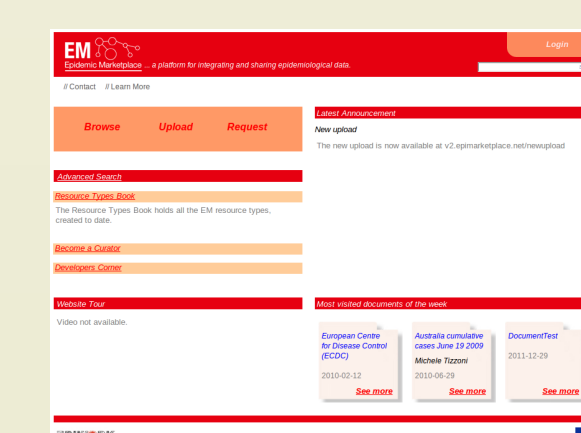 EM
Epidemic Marketplace ... a platform for integrating and sharing epidemiological data.
Login
// Contact // Learn More
Browse Upload Request
Latest Announcement
New upload
The new upload is now available at v2.epimarketplace.net/newupload
Advanced Search
Resource Types Book
The Resource Types Book holds all the EM resource types,
created to date.
Become a Curator
Developers Corner
Website Tour
Video not available.
Most visited documents of the week
European Centre
for Disease Control
(ECDC)
2010-02-12
See more
Australia cumulative
cases June 19 2009
Michele Tizzoni
2010-06-29
See more
DocumentTest
2011-12-29
See more